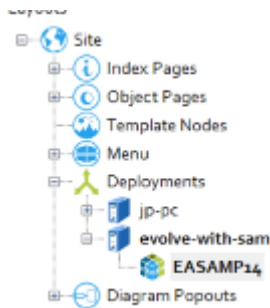 Layouts
Site
Index Pages
Object Pages
Template Nodes
Menu
Deployments
jp-pc
evolve-with-sam
EASAMP14
Diagram Popouts